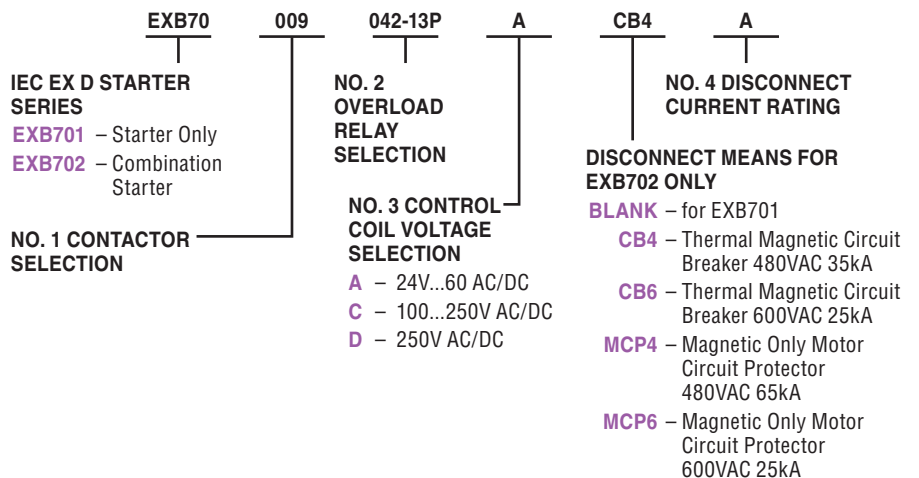 EXB70 009 042-13P A CB4 A
IEC EX D STARTER
SERIES
EXB701 – Starter Only
EXB702 – Combination
Starter
NO. 1 CONTACTOR
SELECTION
NO. 2
OVERLOAD
RELAY
SELECTION
NO. 3 CONTROL
COIL VOLTAGE
SELECTION
A – 24V...60 AC/DC
C – 100...250V AC/DC
D – 250V AC/DC
NO. 4 DISCONNECT
CURRENT RATING
DISCONNECT MEANS FOR
EXB702 ONLY
BLANK – for EXB701
CB4 – Thermal Magnetic Circuit
Breaker 480VAC 35kA
CB6 – Thermal Magnetic Circuit
Breaker 600VAC 25kA
MCP4 – Magnetic Only Motor
Circuit Protector
480VAC 65kA
MCP6 – Magnetic Only Motor
Circuit Protector
600VAC 25kA